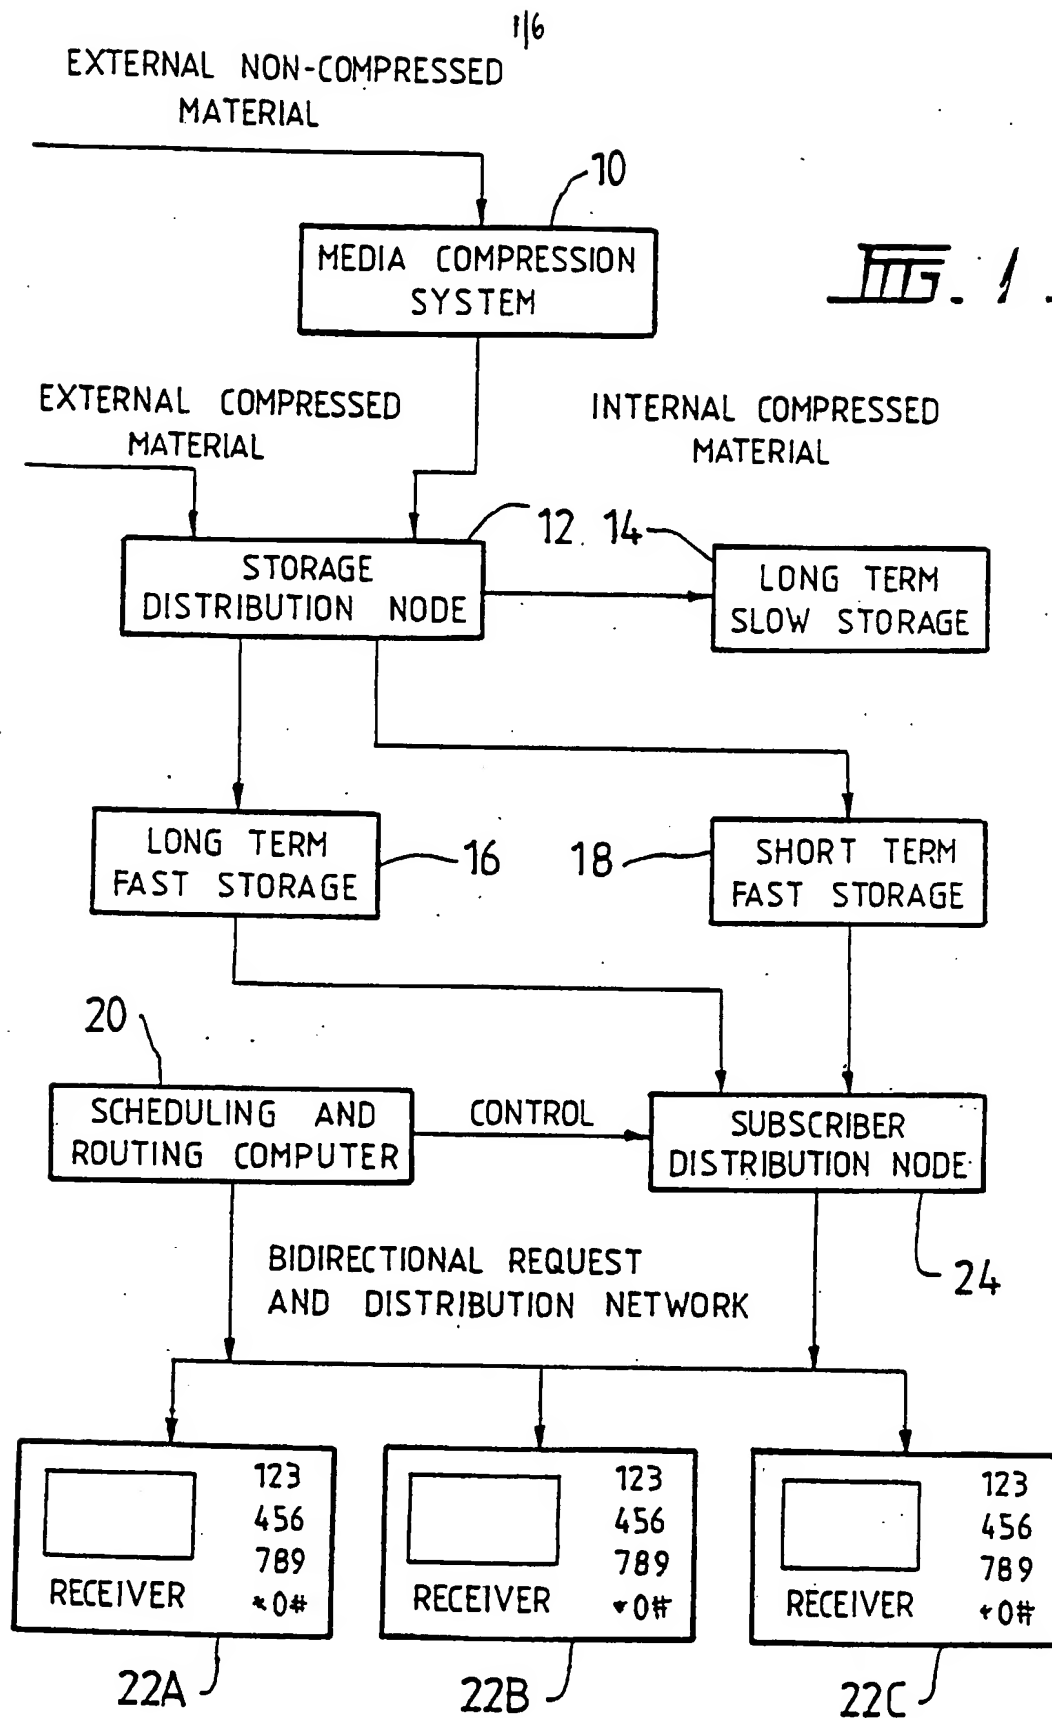 1/6
EXTERNAL NON-COMPRESSED
MATERIAL
10
MEDIA COMPRESSION
SYSTEM
FIG. 1.
EXTERNAL COMPRESSED
MATERIAL
INTERNAL COMPRESSED
MATERIAL
12
14
STORAGE
DISTRIBUTION NODE
LONG TERM
SLOW STORAGE
LONG TERM
FAST STORAGE
16
18
SHORT TERM
FAST STORAGE
20
SCHEDULING AND
ROUTING COMPUTER
CONTROL
SUBSCRIBER
DISTRIBUTION NODE
24
BIDIRECTIONAL REQUEST
AND DISTRIBUTION NETWORK
123
456
789
*0#
RECEIVER
22A
123
456
789
*0#
RECEIVER
22B
123
456
789
*0#
RECEIVER
22C